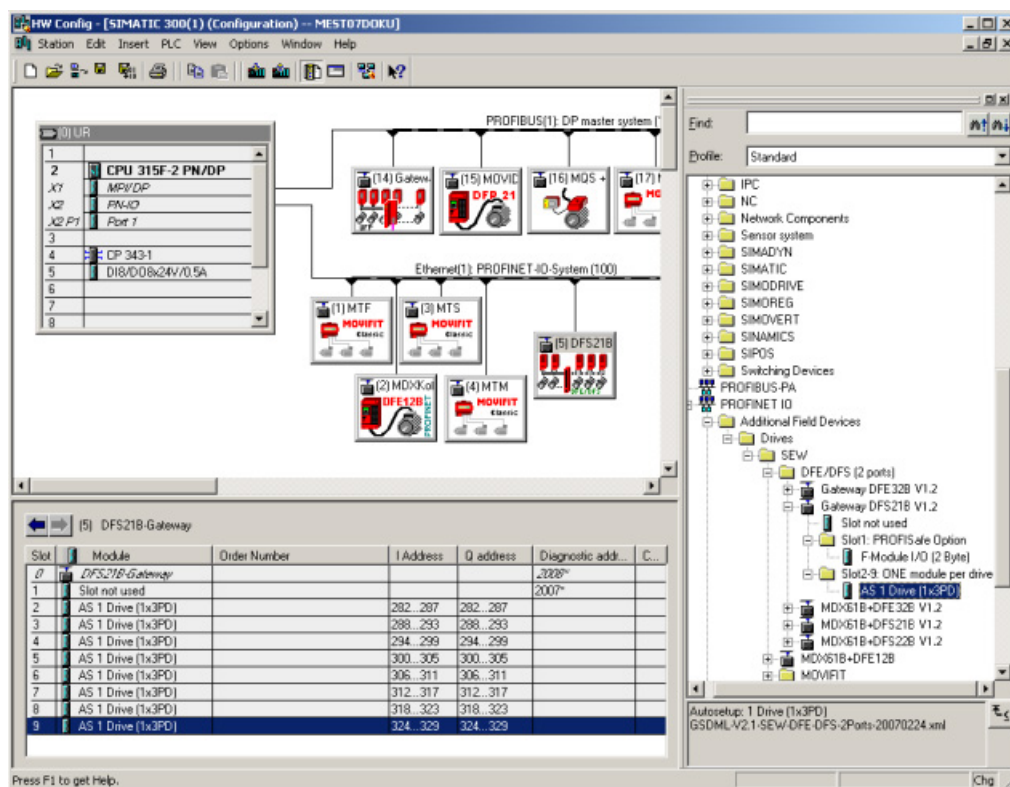 HW Config - [SIMATIC 300(1) (Configuration) -- MEST07DOKU]
Station Edit Insert PLC View Options Window Help
(0) UR
1
2 CPU 315F-2 PN/DP
X1 MPI/DP
X2 PN-IO
X2 P1 Port 1
3
4 CP 343-1
5 DI8/DO8x24V/0.5A
6
7
8
PROFIBUS(1): DP master system (
(14) Gatew
(15) MOVID
DFP 21
(16) MQS +
(17)
Ethernet(1): PROFINET-IO-System (100)
(1) MTF
MOVIFIT
Classic
(3) MTS
MOVIFIT
Classic
(5) DFS21B
(2) MDXKol
DFE12B
PROFINET
(4) MTM
MOVIFIT
Classic
Find:
Profile: Standard
IPC
NC
Network Components
Sensor system
SIMADYN
SIMATIC
SIMODRIVE
SIMOREG
SIMOVERT
SINAMICS
SIPOS
Switching Devices
PROFIBUS-PA
PROFINET IO
Additional Field Devices
Drives
SEW
DFE/DFS (2 ports)
Gateway DFE32B V1.2
Gateway DFS21B V1.2
Slot not used
Slot1: PROFISafe Option
F-Module I/O (2 Byte)
Slot2-9: ONE module per drive
AS 1 Drive (1x3PD)
MDX61B+DFE32B V1.2
MDX61B+DFS21B V1.2
MDX61B+DFS22B V1.2
MDX61B+DFE12B
MOVIFIT
Autosetup: 1 Drive (1x3PD)
GSDML-V2.1-SEW-DFE-DFS-2Ports-20070224.xml
(5) DFS21B-Gateway
Slot Module Order Number I Address Q address Diagnostic addr... C...
0 DFS21B-Gateway 2008*
1 Slot not used 2007*
2 AS 1 Drive (1x3PD) 282...287 282...287
3 AS 1 Drive (1x3PD) 288...293 288...293
4 AS 1 Drive (1x3PD) 294...299 294...299
5 AS 1 Drive (1x3PD) 300...305 300...305
6 AS 1 Drive (1x3PD) 306...311 306...311
7 AS 1 Drive (1x3PD) 312...317 312...317
8 AS 1 Drive (1x3PD) 318...323 318...323
9 AS 1 Drive (1x3PD) 324...329 324...329
Press F1 to get Help.
Chg